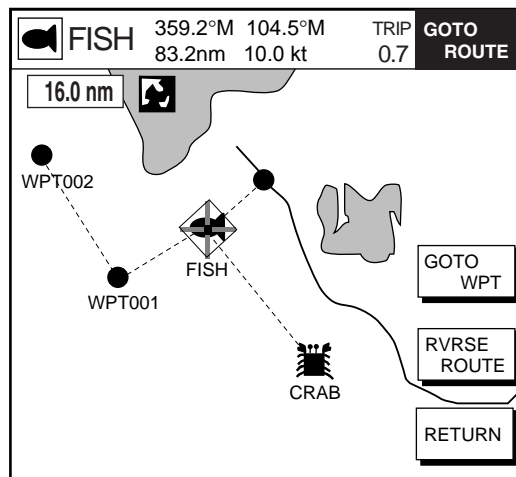 FISH 359.2°M 104.5°M TRIP GOTO
83.2nm 10.0 kt 0.7 ROUTE
16.0 nm
WPT002
FISH
GOTO
WPT
WPT001
RVRSE
ROUTE
CRAB
RETURN